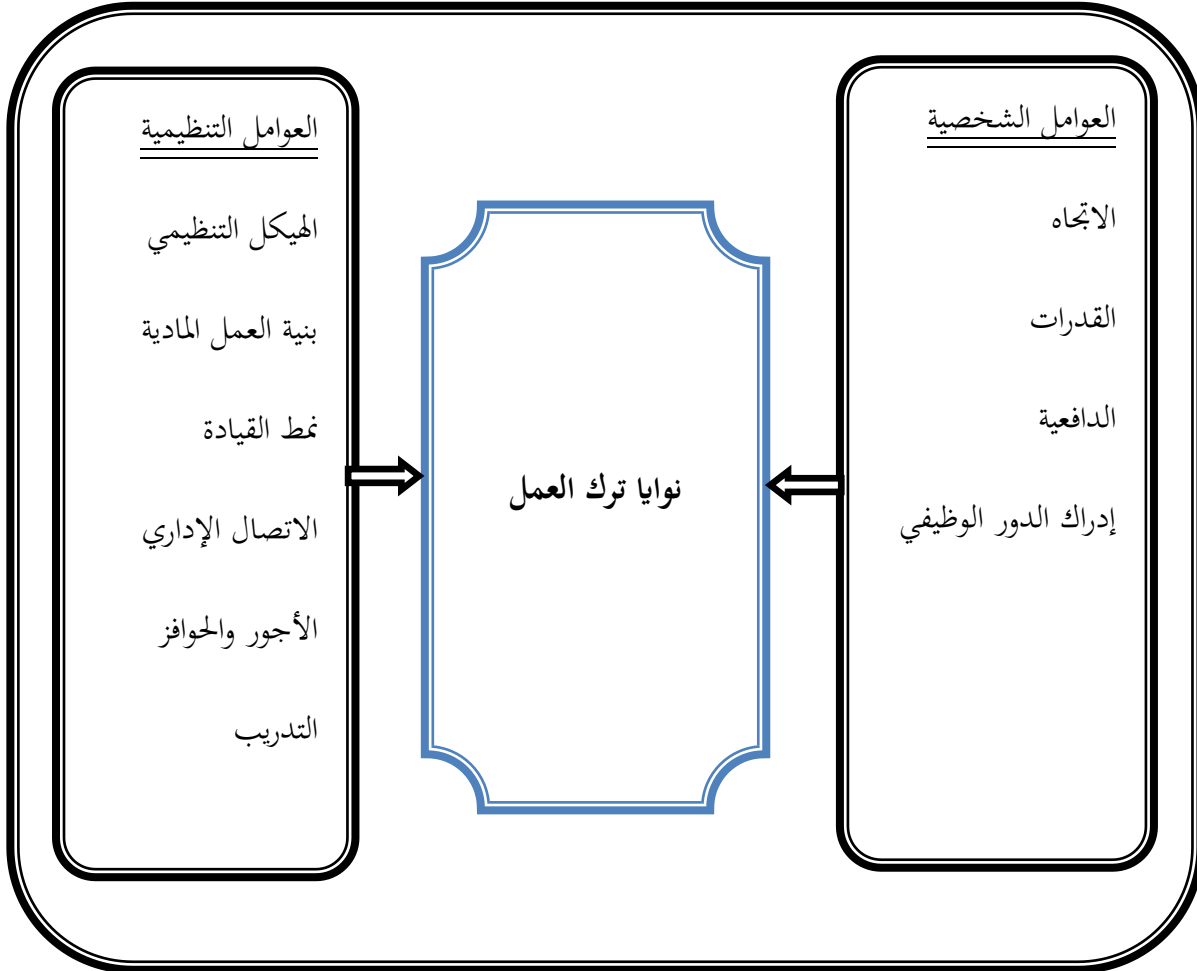 العوامل الشخصية
الاتجاه
القدرات
الدافعية
إدراك الدور الوظيفي
نوايا ترك العمل
العوامل التنظيمية
الهيكل التنظيمي
بنية العمل المادية
نمط القيادة
الاتصال الإداري
الأجور والحوافز
التدريب